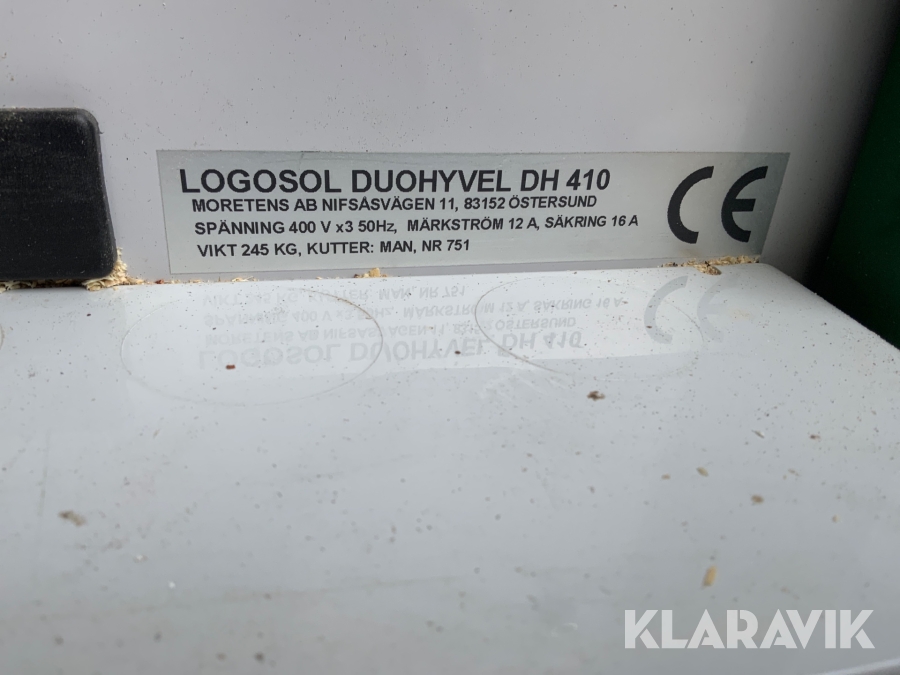 LOGOSOL DUOHYVEL DH 410
MORETENS AB NIFSÅSVÄGEN 11, 83152 ÖSTERSUND
SPÄNNING 400 V x3 50Hz, MÄRKSTRÖM 12 A, SÄKRING 16 A
VIKT 245 KG, KUTTER: MAN, NR 751
CE
KLARAVIK